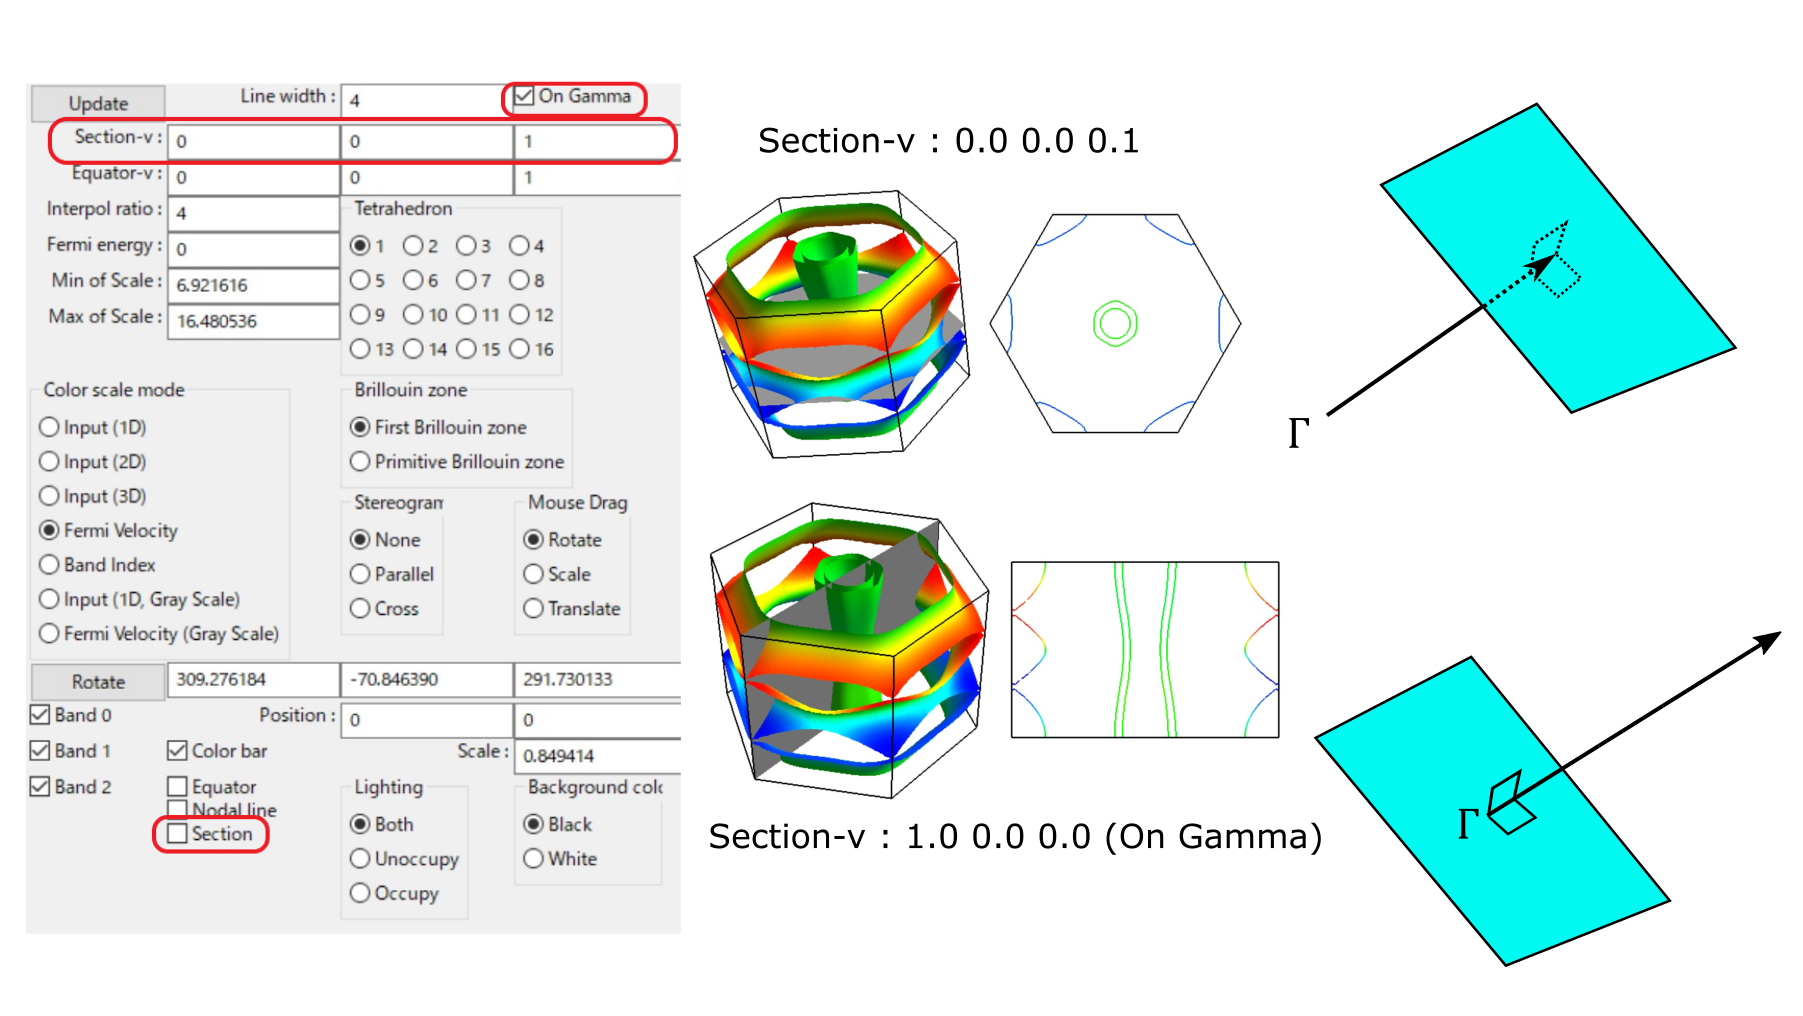 Update Line width : 4 On Gamma
Section-v : 0 0 1
Equator-v : 0 0 1
Interpol ratio : 4
Fermi energy : 0
Min of Scale : 6.921616
Max of Scale : 16.480536
Tetrahedron
1 2 3 4
5 6 7 8
9 10 11 12
13 14 15 16
Color scale mode
Input (1D)
Input (2D)
Input (3D)
Fermi Velocity
Band Index
Input (1D, Gray Scale)
Fermi Velocity (Gray Scale)
Brillouin zone
First Brillouin zone
Primitive Brillouin zone
Stereogram
None
Parallel
Cross
Mouse Drag
Rotate
Scale
Translate
Rotate 309.276184 -70.846390 291.730133
Band 0 Position : 0 0
Band 1 Color bar Scale : 0.849414
Band 2 Equator
Nodal line
Section
Lighting
Both
Unoccupy
Occupy
Background colo
Black
White
Section-v : 0.0 0.0 0.1
Γ
Γ
Section-v : 1.0 0.0 0.0 (On Gamma)